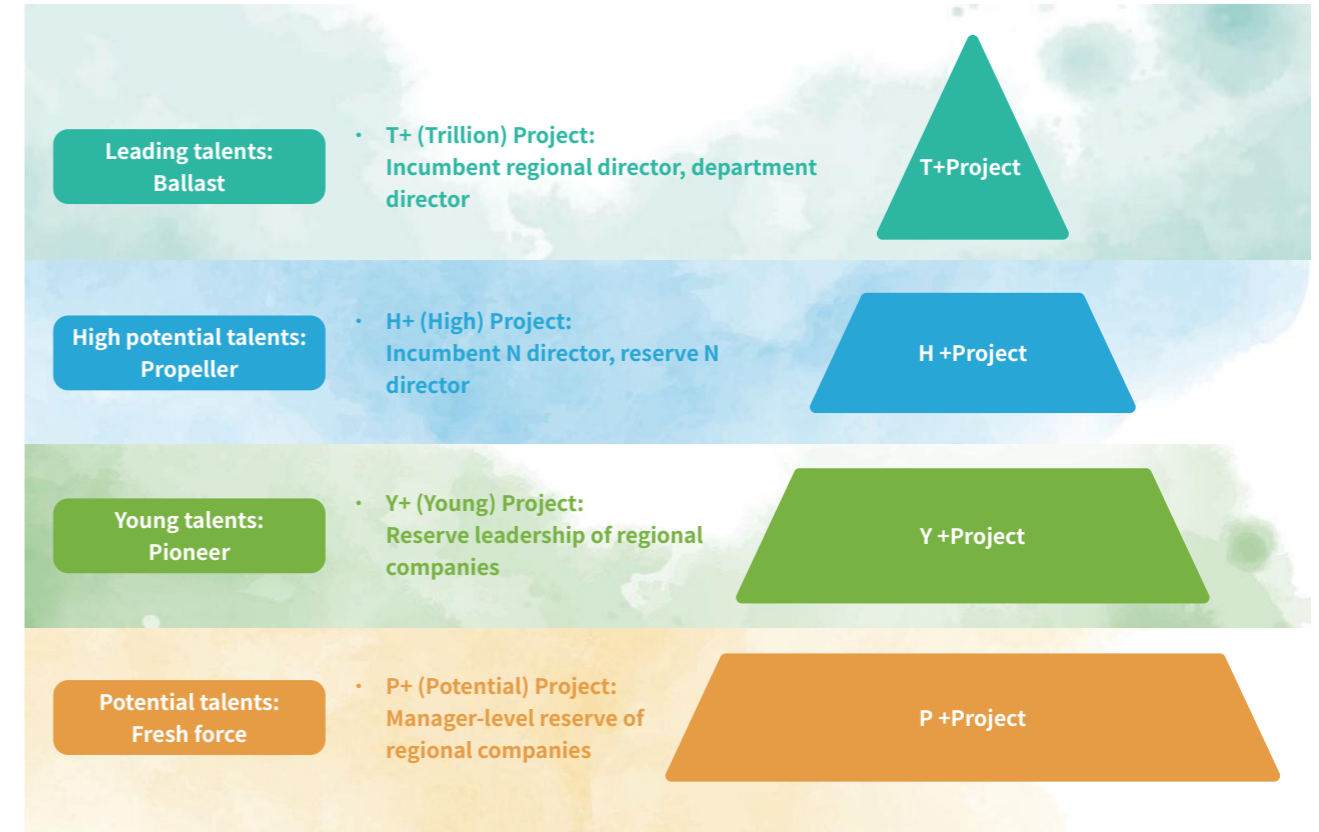 Leading talents:
Ballast
• T+ (Trillion) Project:
Incumbent regional director, department
director
T+Project
High potential talents:
Propeller
• H+ (High) Project:
Incumbent N director, reserve N
director
H +Project
Young talents:
Pioneer
• Y+ (Young) Project:
Reserve leadership of regional
companies
Y +Project
Potential talents:
Fresh force
• P+ (Potential) Project:
Manager-level reserve of
regional companies
P +Project